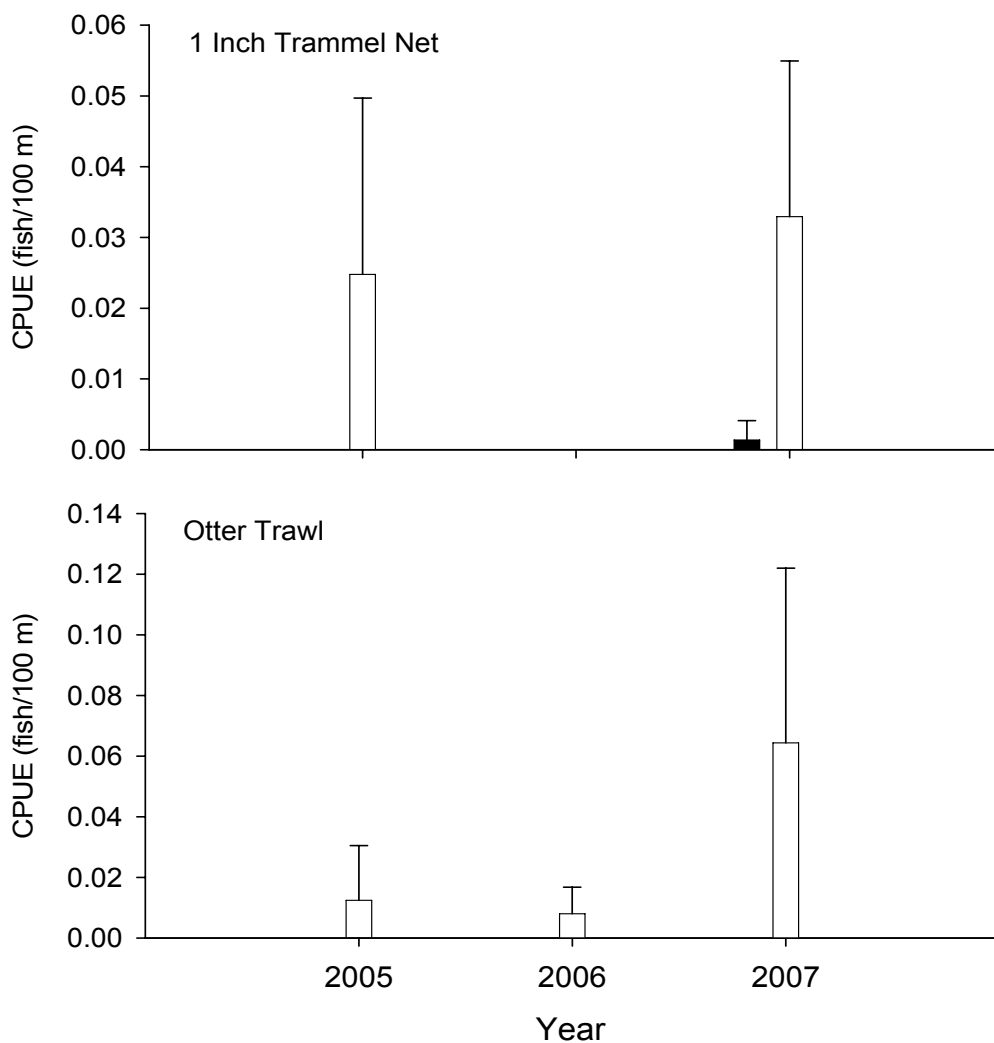 1 Inch Trammel Net
CPUE (fish/100 m)
0.06
0.05
0.04
0.03
0.02
0.01
0.00
Otter Trawl
CPUE (fish/100 m)
0.14
0.12
0.10
0.08
0.06
0.04
0.02
0.00
2005 2006 2007
Year